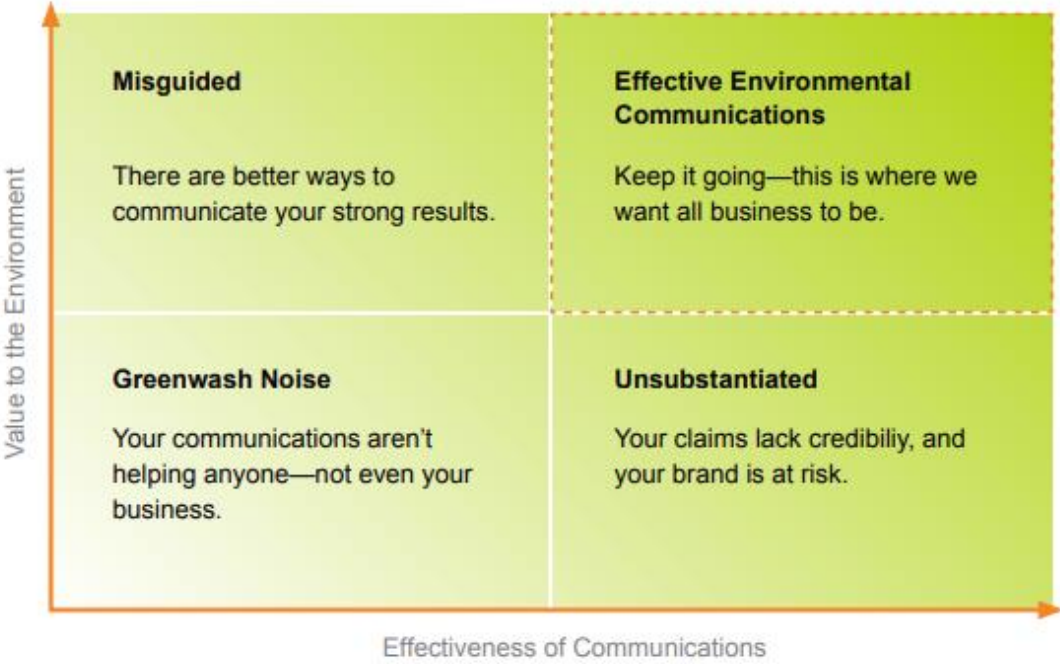 Misguided
There are better ways to
communicate your strong results.
Effective Environmental
Communications
Keep it going—this is where we
want all business to be.
Greenwash Noise
Your communications aren't
helping anyone—not even your
business.
Unsubstantiated
Your claims lack credibiliy, and
your brand is at risk.
Value to the Environment
Effectiveness of Communications